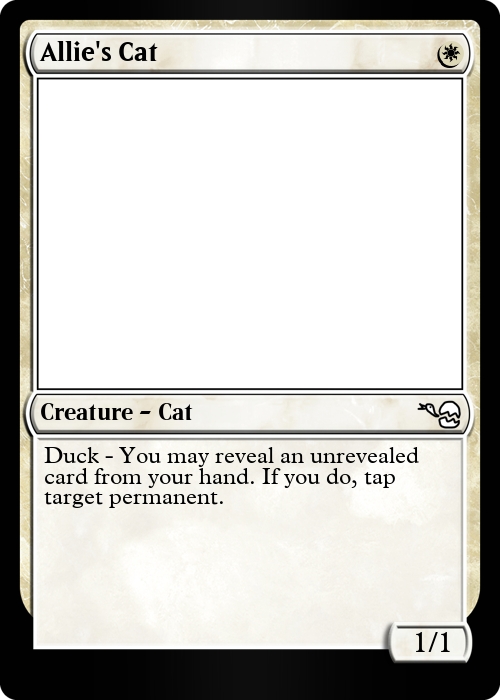 Allie's Cat
Creature – Cat
Duck - You may reveal an unrevealed
card from your hand. If you do, tap
target permanent.
1/1